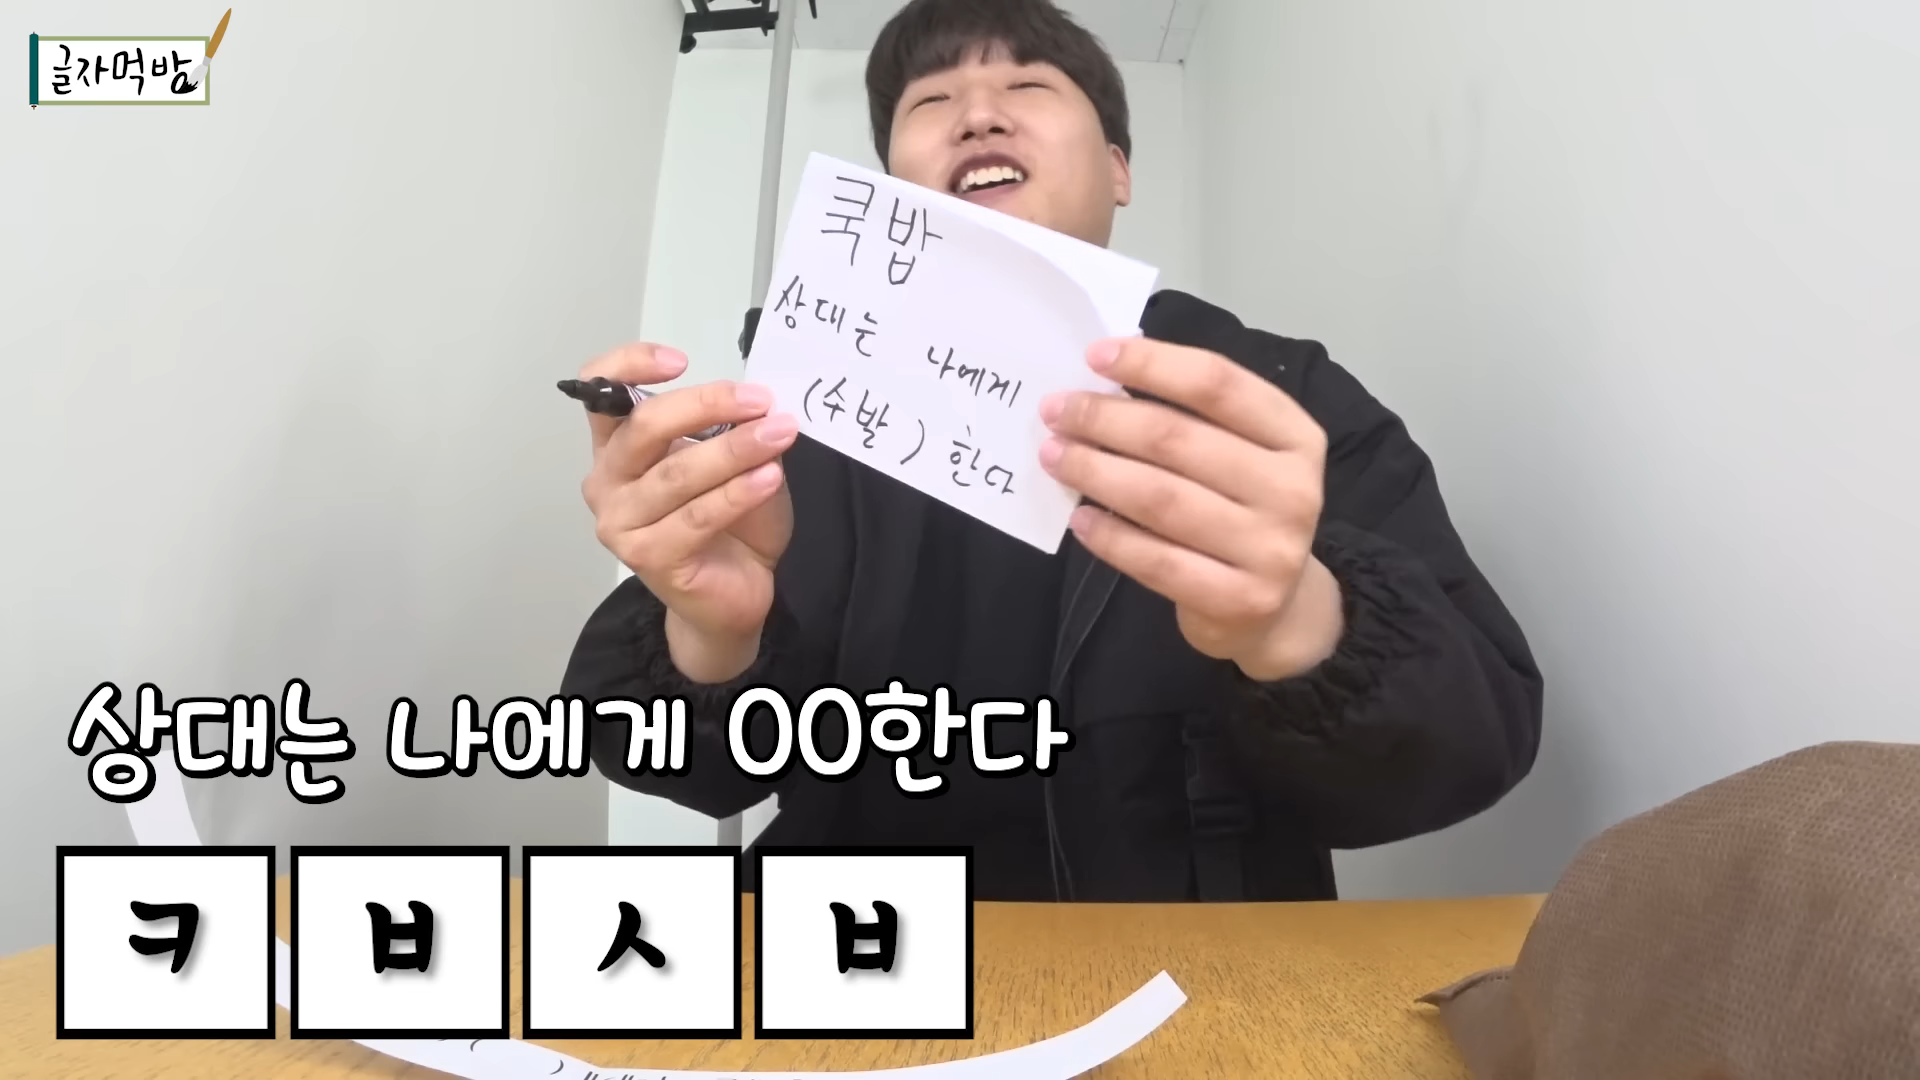 글자먹밤
쿡밥
상대는 나에게
(수발) 한다
상대는 나에게 OO한다
ㅋ ㅂ ㅅ ㅂ